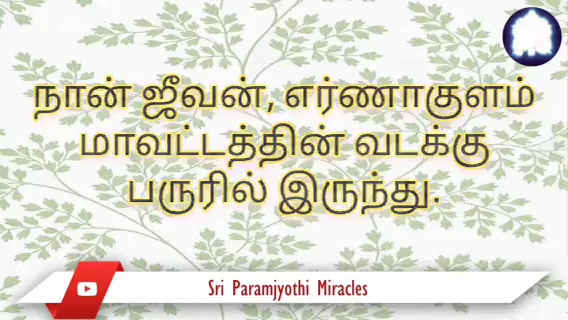 நான் ஜீவன், எர்ணாகுளம்
மாவட்டத்தின் வடக்கு
பருரில் இருந்து.
Sri Paramjyothi Miracles